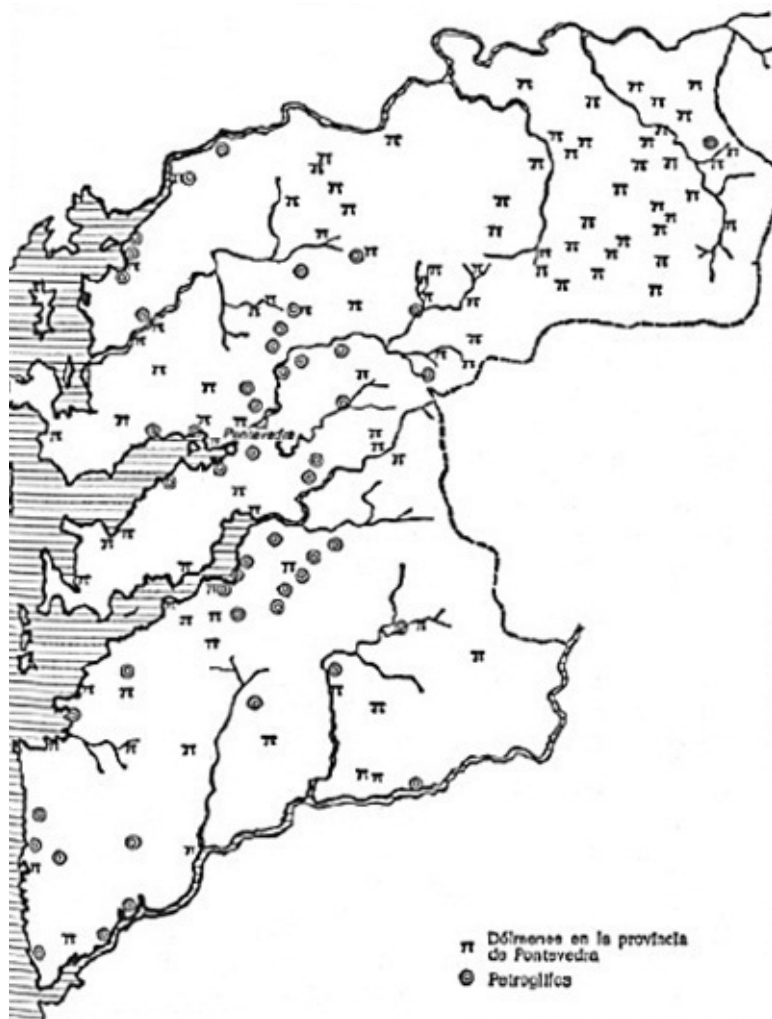 Pontevedra
Dólmenes en la provincia
de Pontevedra
Petroglifos